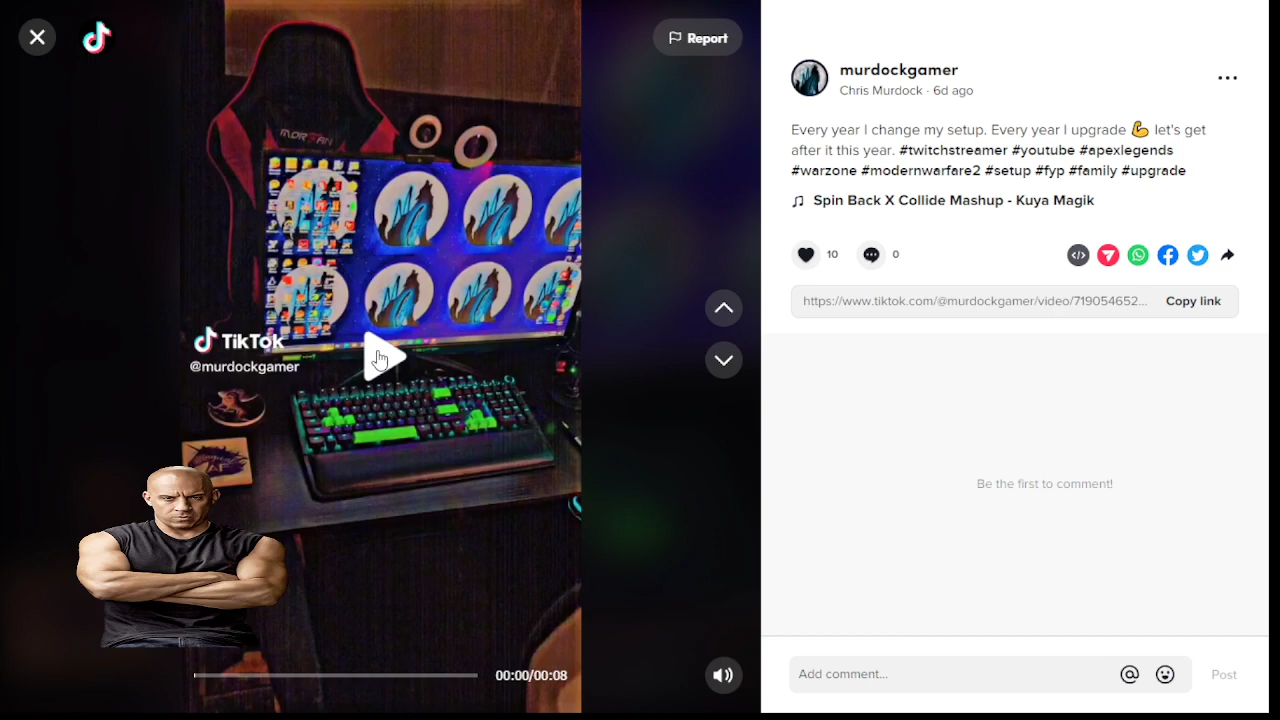 Report
MORFAN
TikTok
@murdockgamer
AF
00:00/00:08
murdockgamer
Chris Murdock · 6d ago
Every year I change my setup. Every year I upgrade 💪 let's get
after it this year. #twitchstreamer #youtube #apexlegends
#warzone #modernwarfare2 #setup #fyp #family #upgrade
Spin Back X Collide Mashup - Kuya Magik
10
0
https://www.tiktok.com/@murdockgamer/video/719054652...
Copy link
Be the first to comment!
Add comment...
Post